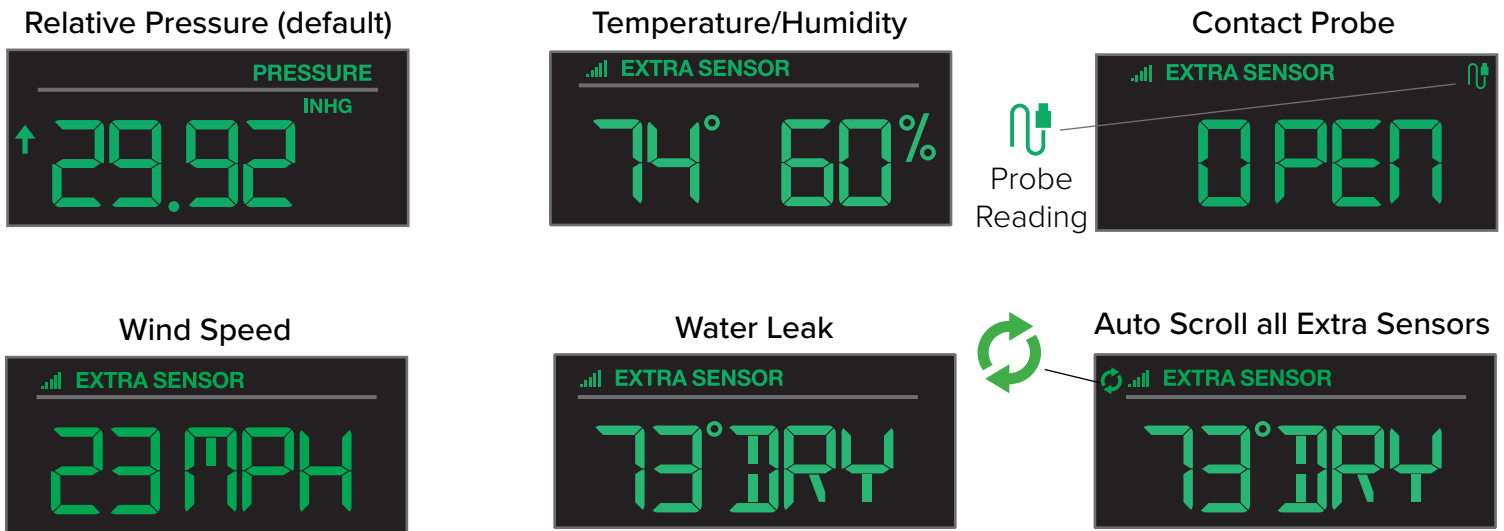 Relative Pressure (default)
PRESSURE
INHG
29.92
Temperature/Humidity
EXTRA SENSOR
74° 60%
Contact Probe
EXTRA SENSOR
OPEN
Probe
Reading
Wind Speed
EXTRA SENSOR
23 MPH
Water Leak
EXTRA SENSOR
73° DRY
Auto Scroll all Extra Sensors
EXTRA SENSOR
73° DRY